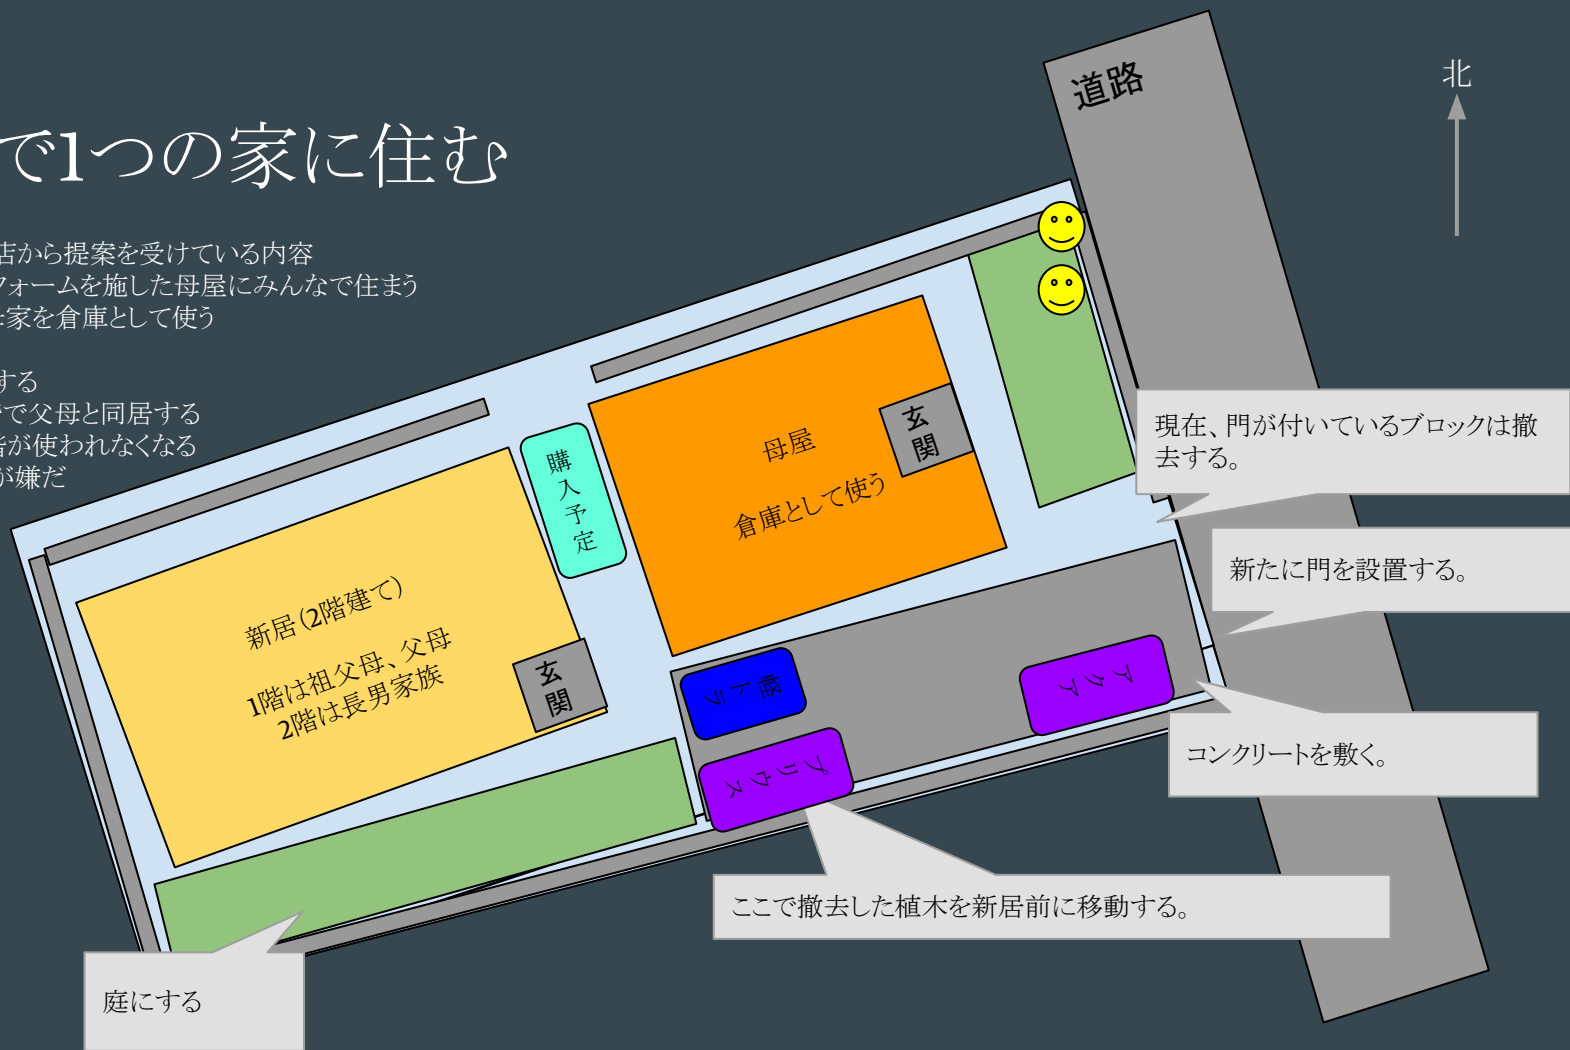 で1つの家に住む
店から提案を受けている内容
フォームを施した母屋にみんなで住まう
家を倉庫として使う
する
で父母と同居する
が使われなくなる
が嫌だ
北
道路
玄関
母屋
倉庫として使う
購入予定
新居（2階建て）
1階は祖父母、父母
2階は長男家族
玄関
軽トラ
プリウス
アクア
現在、門が付いているブロックは撤
去する。
新たに門を設置する。
コンクリートを敷く。
ここで撤去した植木を新居前に移動する。
庭にする